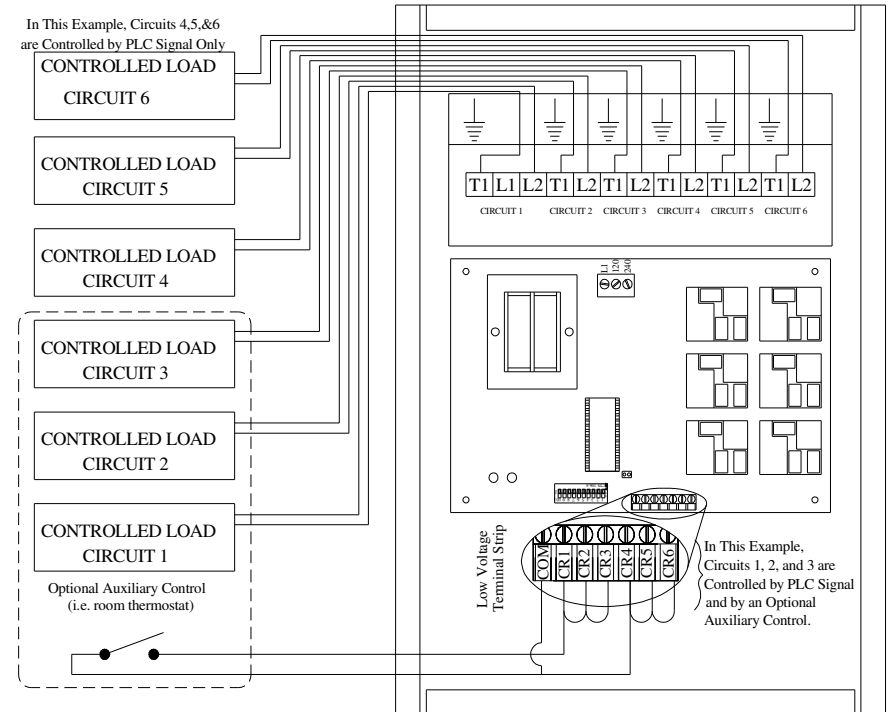 In This Example, Circuits 4,5,&6
are Controlled by PLC Signal Only
CONTROLLED LOAD
CIRCUIT 6
CONTROLLED LOAD
CIRCUIT 5
CONTROLLED LOAD
CIRCUIT 4
CONTROLLED LOAD
CIRCUIT 3
CONTROLLED LOAD
CIRCUIT 2
CONTROLLED LOAD
CIRCUIT 1
Optional Auxiliary Control
(i.e. room thermostat)
T1 L1 L2 T1 L2 T1 L2 T1 L2 T1 L2 T1 L2
CIRCUIT 1 CIRCUIT 2 CIRCUIT 3 CIRCUIT 4 CIRCUIT 5 CIRCUIT 6
L1
120
240
Low Voltage
Terminal Strip
COM
CR1
CR2
CR3
CR4
CR5
CR6
In This Example,
Circuits 1, 2, and 3 are
Controlled by PLC Signal
and by an Optional
Auxiliary Control.